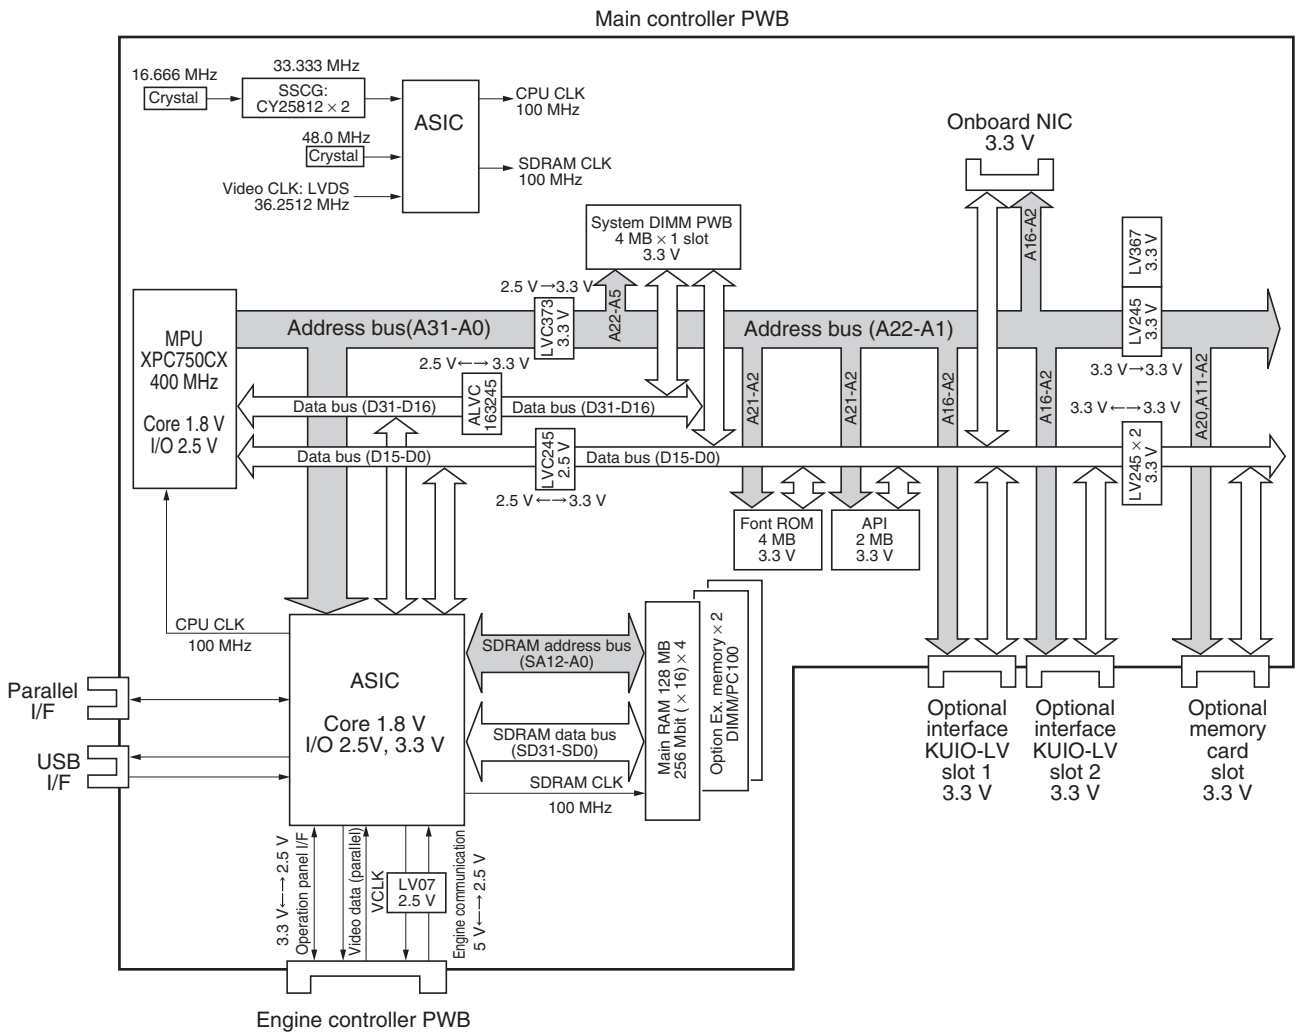 Main controller PWB
16.666 MHz
Crystal
33.333 MHz
SSCG:
CY25812 × 2
48.0 MHz
Crystal
Video CLK: LVDS
36.2512 MHz
ASIC
CPU CLK
100 MHz
SDRAM CLK
100 MHz
Onboard NIC
3.3 V
System DIMM PWB
4 MB × 1 slot
3.3 V
A16-A2
LV367
3.3 V
LV245
3.3 V
3.3 V→3.3 V
MPU
XPC750CX
400 MHz
Core 1.8 V
I/O 2.5 V
Address bus(A31-A0)
2.5 V→3.3 V
LVC373
3.3 V
A22-A5
Address bus (A22-A1)
2.5 V←→3.3 V
ALVC
163245
Data bus (D31-D16)
Data bus (D31-D16)
Data bus (D15-D0)
LVC245
2.5 V
2.5 V←→3.3 V
Data bus (D15-D0)
A21-A2
A21-A2
A16-A2
A16-A2
3.3 V←→3.3 V
LV245 × 2
3.3 V
A20,A11-A2
Font ROM
4 MB
3.3 V
API
2 MB
3.3 V
CPU CLK
100 MHz
ASIC
Core 1.8 V
I/O 2.5V, 3.3 V
SDRAM address bus
(SA12-A0)
SDRAM data bus
(SD31-SD0)
SDRAM CLK
100 MHz
Main RAM 128 MB
256 Mbit ( × 16) × 4
Option Ex. memory × 2
DIMM/PC100
Parallel
I/F
USB
I/F
Optional
interface
KUIO-LV
slot 1
3.3 V
Optional
interface
KUIO-LV
slot 2
3.3 V
Optional
memory
card
slot
3.3 V
3.3 V←→2.5 V
Operation panel I/F
Video data (parallel)
VCLK
LV07
2.5 V
Engine communication
5 V←→2.5 V
Engine controller PWB